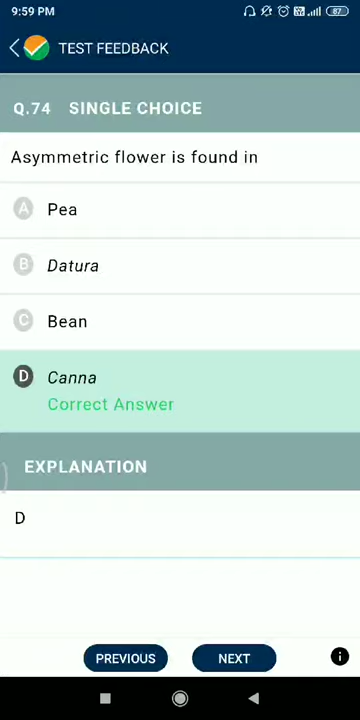 9:59 PM
87
TEST FEEDBACK
Q.74 SINGLE CHOICE
Asymmetric flower is found in
A Pea
B Datura
C Bean
D Canna
Correct Answer
EXPLANATION
D
PREVIOUS NEXT